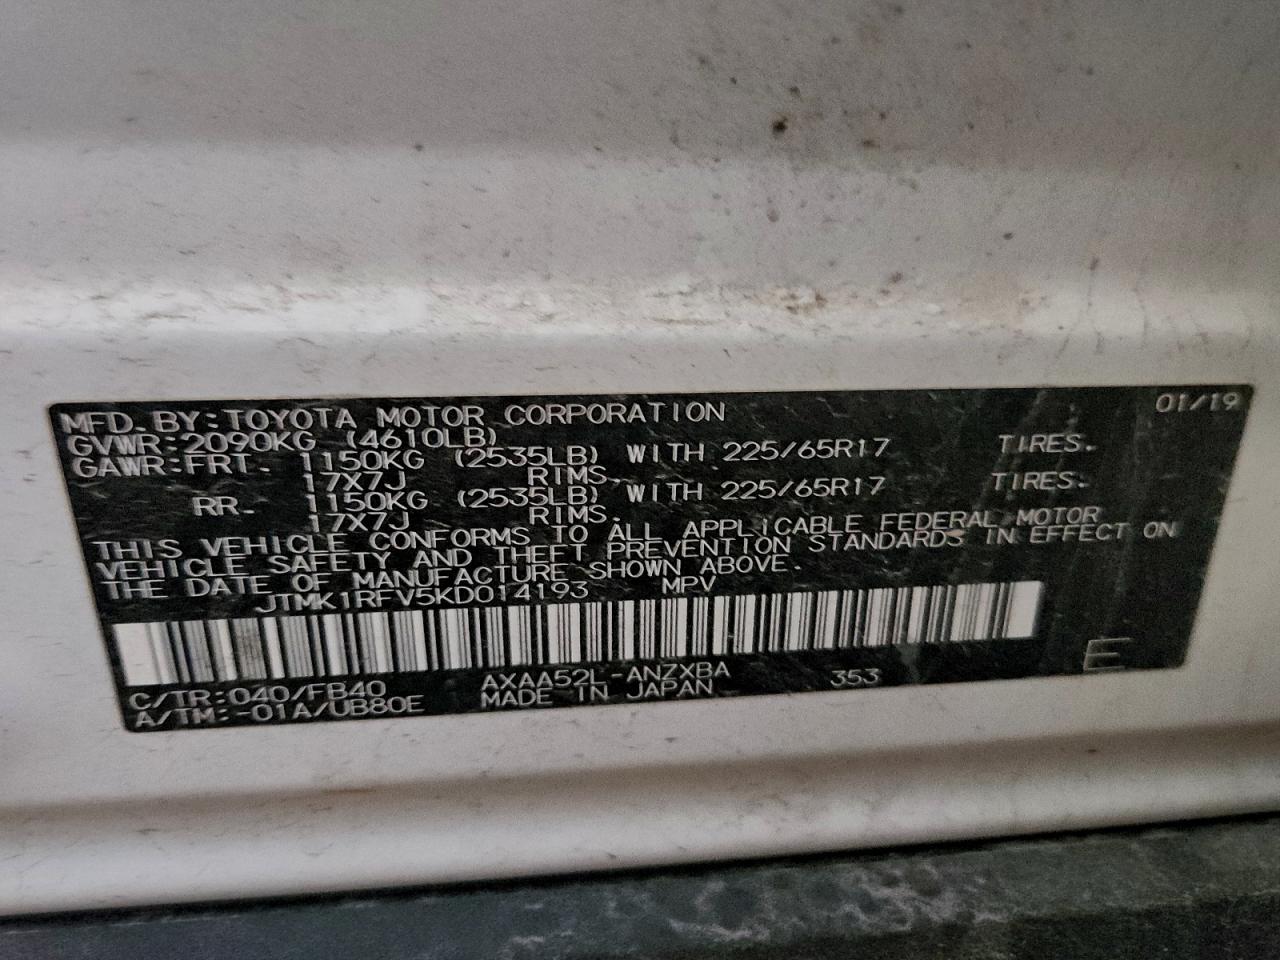 MFD. BY: TOYOTA MOTOR CORPORATION 01/19
GVWR: 2090KG (4610LB)
GAWR: FRT. 1150KG (2535LB) WITH 225/65R17 TIRES.
17X7J RIMS.
RR. 1150KG (2535LB) WITH 225/65R17 TIRES.
17X7J RIMS.
THIS VEHICLE CONFORMS TO ALL APPLICABLE FEDERAL MOTOR
VEHICLE SAFETY AND THEFT PREVENTION STANDARDS IN EFFECT ON
THE DATE OF MANUFACTURE SHOWN ABOVE.
JTMK1RFV5KD014193 MPV
C/TR: 040/FB40 AXAA52L-ANZXBA 353 E
A/TM: -01A/UB80E MADE IN JAPAN